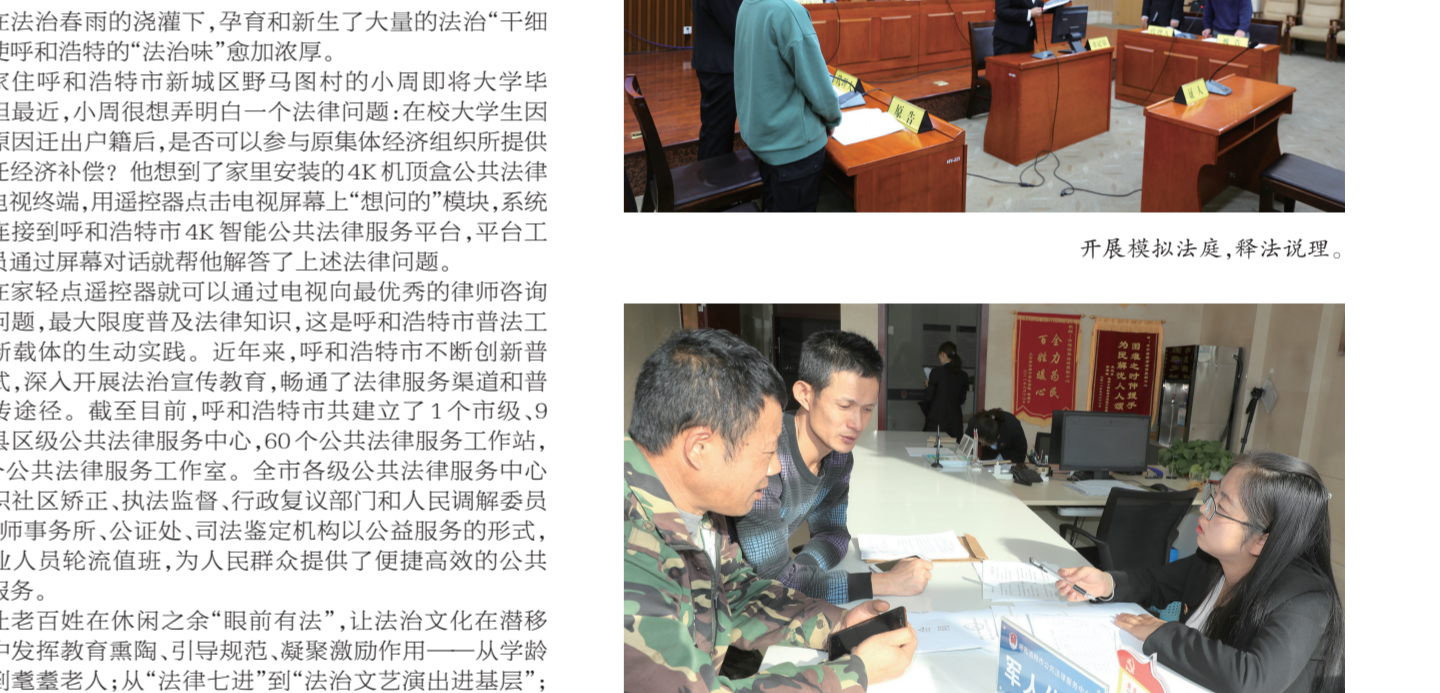 在法治春雨的浇灌下,孕育和新生了大量的法治“干细
使呼和浩特的“法治味”愈加浓厚。
家住呼和浩特市新城区野马图村的小周即将大学毕
但最近,小周很想弄明白一个法律问题:在校大学生因
原因迁出户籍后,是否可以参与原集体经济组织所提供
任经济补偿?他想到了家里安装的4K机顶盒公共法律
电视终端,用遥控器点击电视屏幕上“想问的”模块,系统
连接到呼和浩特市4K智能公共法律服务平台,平台工
员通过屏幕对话就帮他解答了上述法律问题。
在家轻点遥控器就可以通过电视向最优秀的律师咨询
问题,最大限度普及法律知识,这是呼和浩特市普法工
新载体的生动实践。近年来,呼和浩特市不断创新普
式,深入开展法治宣传教育,畅通了法律服务渠道和普
传途径。截至目前,呼和浩特市共建立了1个市级、9
县区级公共法律服务中心,60个公共法律服务工作站,
个公共法律服务工作室。全市各级公共法律服务中心
织社区矫正、执法监督、行政复议部门和人民调解委员
师事务所、公证处、司法鉴定机构以公益服务的形式,
业人员轮流值班,为人民群众提供了便捷高效的公共
服务。
让老百姓在休闲之余“眼前有法”,让法治文化在潜移
中发挥教育熏陶、引导规范、凝聚激励作用——从学龄
到耄耋老人;从“法律七进”到“法治文艺演出进基层”;
原告
证人
开展模拟法庭,释法说理。
全力为民
百姓暖心
困难之时伸援手
为民解忧人人颂
军人